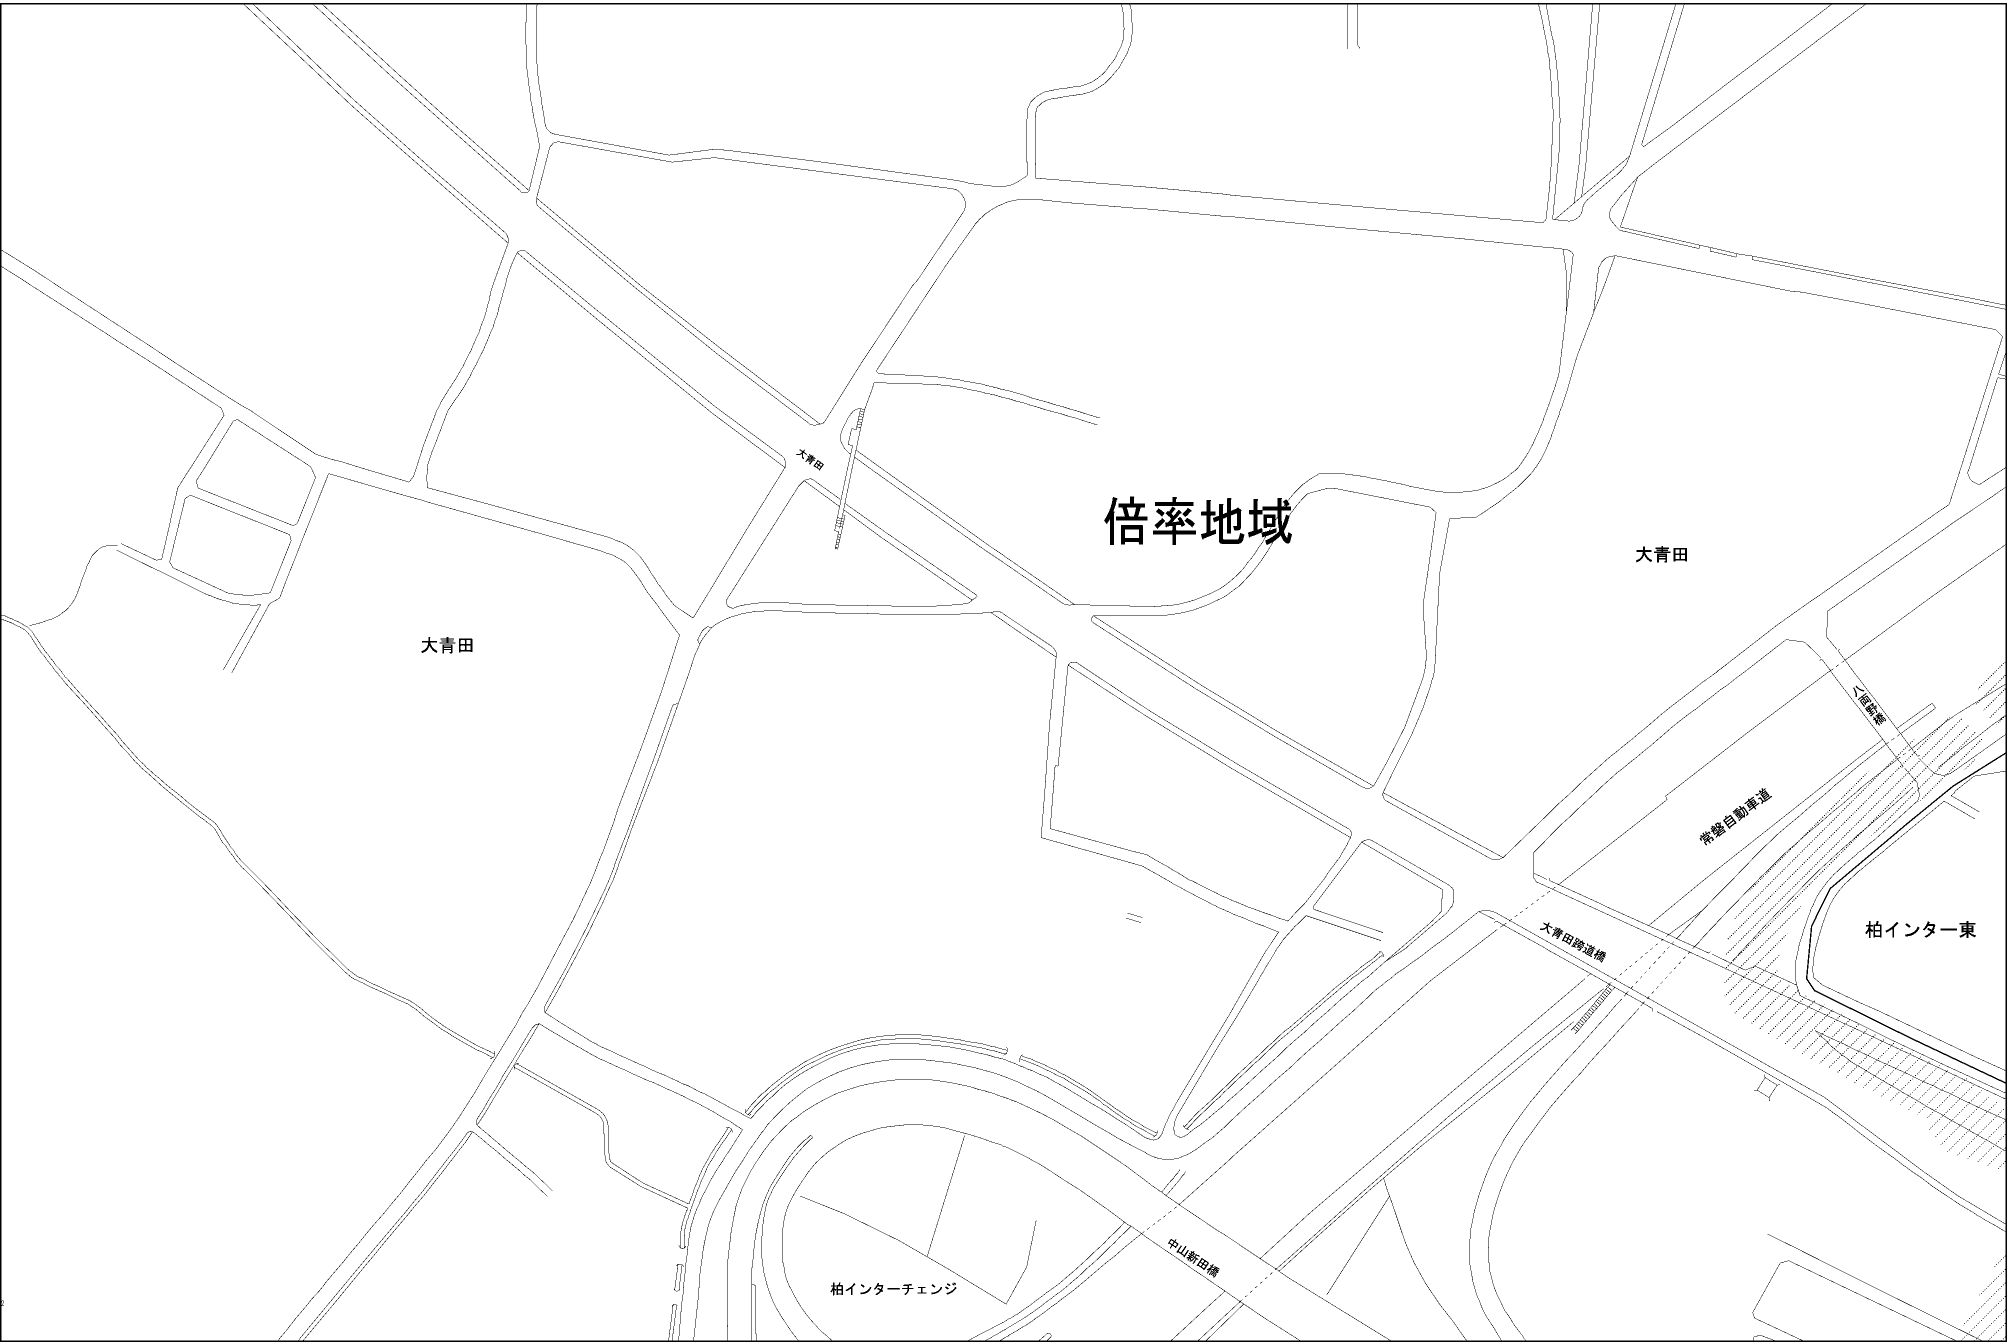 大青田
倍率地域
大青田
大青田
八両野橋
常磐自動車道
柏インター東
大青田跨道橋
中山新田橋
柏インターチェンジ